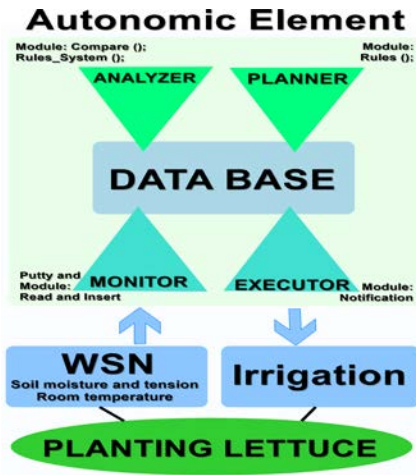 Autonomic Element
Module: Compare ();
Rules_System ();
Module:
Rules ();
ANALYZER
PLANNER
DATA BASE
Putty and
Module:
Read and Insert
MONITOR
EXECUTOR
Module:
Notification
WSN
Soil moisture and tension
Room temperature
Irrigation
PLANTING LETTUCE